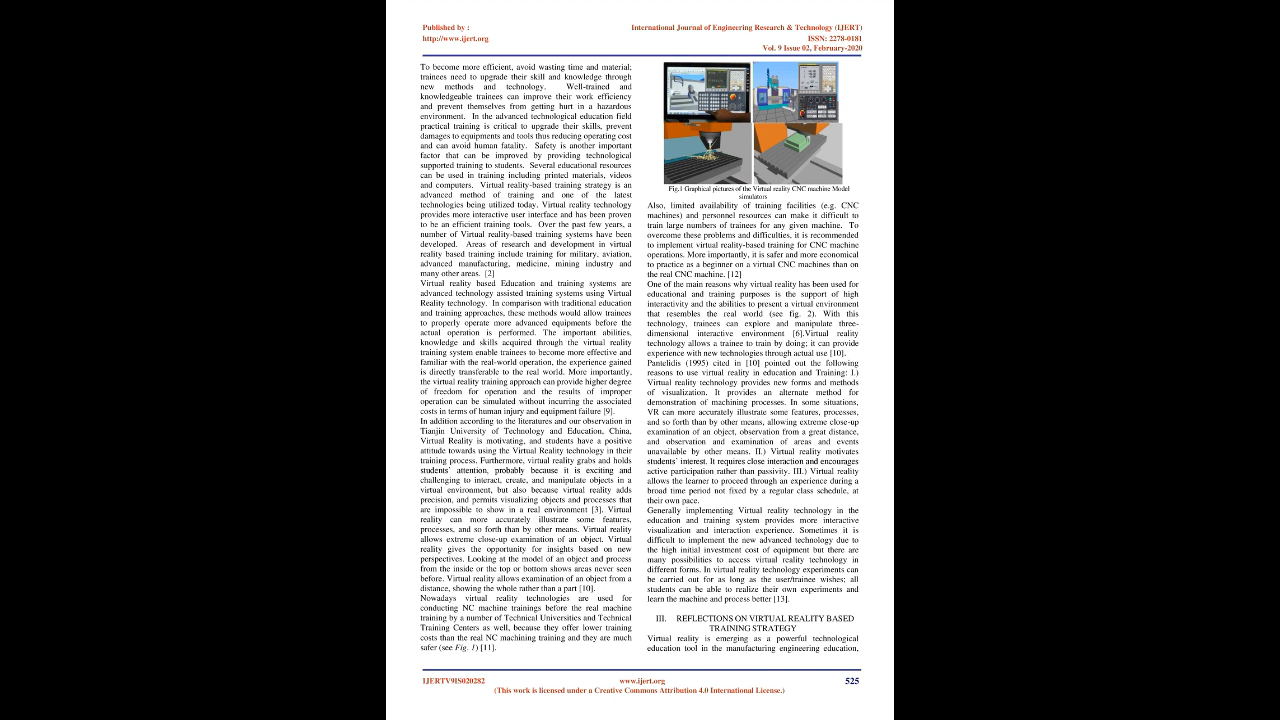 Published by :
http://www.ijert.org
International Journal of Engineering Research & Technology (IJERT)
ISSN: 2278-0181
Vol. 9 Issue 02, February-2020
To become more efficient, avoid wasting time and material;
trainees need to upgrade their skill and knowledge through
new methods and technology. Well-trained and
knowledgeable trainees can improve their work efficiency
and prevent themselves from getting hurt in a hazardous
environment. In the advanced technological education field
practical training is critical to upgrade their skills, prevent
damages to equipments and tools thus reducing operating cost
and can avoid human fatality. Safety is another important
factor that can be improved by providing technological
supported training to students. Several educational resources
can be used in training including printed materials, videos
and computers. Virtual reality-based training strategy is an
advanced method of training and one of the latest
technologies being utilized today. Virtual reality technology
provides more interactive user interface and has been proven
to be an efficient training tools. Over the past few years, a
number of Virtual reality-based training systems have been
developed. Areas of research and development in virtual
reality based training include training for military, aviation,
advanced manufacturing, medicine, mining industry and
many other areas. [2]
Virtual reality based Education and training systems are
advanced technology assisted training systems using Virtual
Reality technology. In comparison with traditional education
and training approaches, these methods would allow trainees
to properly operate more advanced equipments before the
actual operation is performed. The important abilities,
knowledge and skills acquired through the virtual reality
training system enable trainees to become more effective and
familiar with the real-world operation, the experience gained
is directly transferable to the real world. More importantly,
the virtual reality training approach can provide higher degree
of freedom for operation and the results of improper
operation can be simulated without incurring the associated
costs in terms of human injury and equipment failure [9].
In addition according to the literatures and our observation in
Tianjin University of Technology and Education, China,
Virtual Reality is motivating, and students have a positive
attitude towards using the Virtual Reality technology in their
training process. Furthermore, virtual reality grabs and holds
students' attention, probably because it is exciting and
challenging to interact, create, and manipulate objects in a
virtual environment, but also because virtual reality adds
precision, and permits visualizing objects and processes that
are impossible to show in a real environment [3]. Virtual
reality can more accurately illustrate some features,
processes, and so forth than by other means. Virtual reality
allows extreme close-up examination of an object. Virtual
reality gives the opportunity for insights based on new
perspectives. Looking at the model of an object and process
from the inside or the top or bottom shows areas never seen
before. Virtual reality allows examination of an object from a
distance, showing the whole rather than a part [10].
Nowadays virtual reality technologies are used for
conducting NC machine trainings before the real machine
training by a number of Technical Universities and Technical
Training Centers as well, because they offer lower training
costs than the real NC machining training and they are much
safer (see Fig. 1) [11].
Fig.1 Graphical pictures of the Virtual reality CNC machine Model
simulators
Also, limited availability of training facilities (e.g. CNC
machines) and personnel resources can make it difficult to
train large numbers of trainees for any given machine. To
overcome these problems and difficulties, it is recommended
to implement virtual reality-based training for CNC machine
operations. More importantly, it is safer and more economical
to practice as a beginner on a virtual CNC machines than on
the real CNC machine. [12]
One of the main reasons why virtual reality has been used for
educational and training purposes is the support of high
interactivity and the abilities to present a virtual environment
that resembles the real world (see fig. 2). With this
technology, trainees can explore and manipulate three-
dimensional interactive environment [6].Virtual reality
technology allows a trainee to train by doing; it can provide
experience with new technologies through actual use [10].
Pantelidis (1995) cited in [10] pointed out the following
reasons to use virtual reality in education and Training: I.)
Virtual reality technology provides new forms and methods
of visualization. It provides an alternate method for
demonstration of machining processes. In some situations,
VR can more accurately illustrate some features, processes,
and so forth than by other means, allowing extreme close-up
examination of an object, observation from a great distance,
and observation and examination of areas and events
unavailable by other means. II.) Virtual reality motivates
students' interest. It requires close interaction and encourages
active participation rather than passivity. III.) Virtual reality
allows the learner to proceed through an experience during a
broad time period not fixed by a regular class schedule, at
their own pace.
Generally implementing Virtual reality technology in the
education and training system provides more interactive
visualization and interaction experience. Sometimes it is
difficult to implement the new advanced technology due to
the high initial investment cost of equipment but there are
many possibilities to access virtual reality technology in
different forms. In virtual reality technology experiments can
be carried out for as long as the user/trainee wishes; all
students can be able to realize their own experiments and
learn the machine and process better [13].
III. REFLECTIONS ON VIRTUAL REALITY BASED
TRAINING STRATEGY
Virtual reality is emerging as a powerful technological
education tool in the manufacturing engineering education,
IJERTV9IS020282
www.ijert.org
525
(This work is licensed under a Creative Commons Attribution 4.0 International License.)